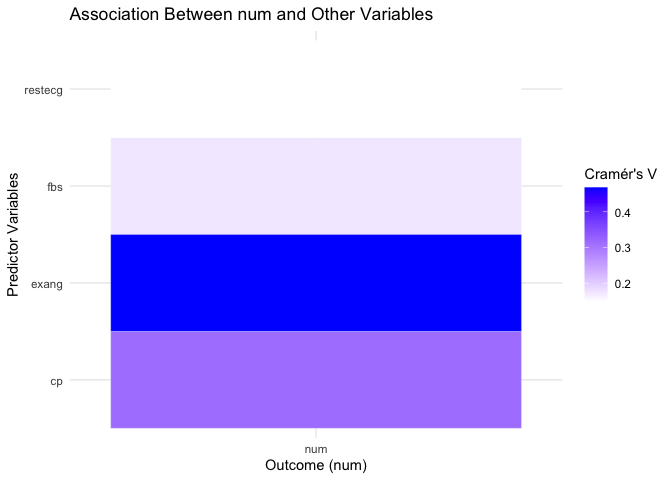 Association Between num and Other Variables
Predictor Variables
restecg
fbs
exang
cp
num
Outcome (num)
Cramér's V
0.4
0.3
0.2